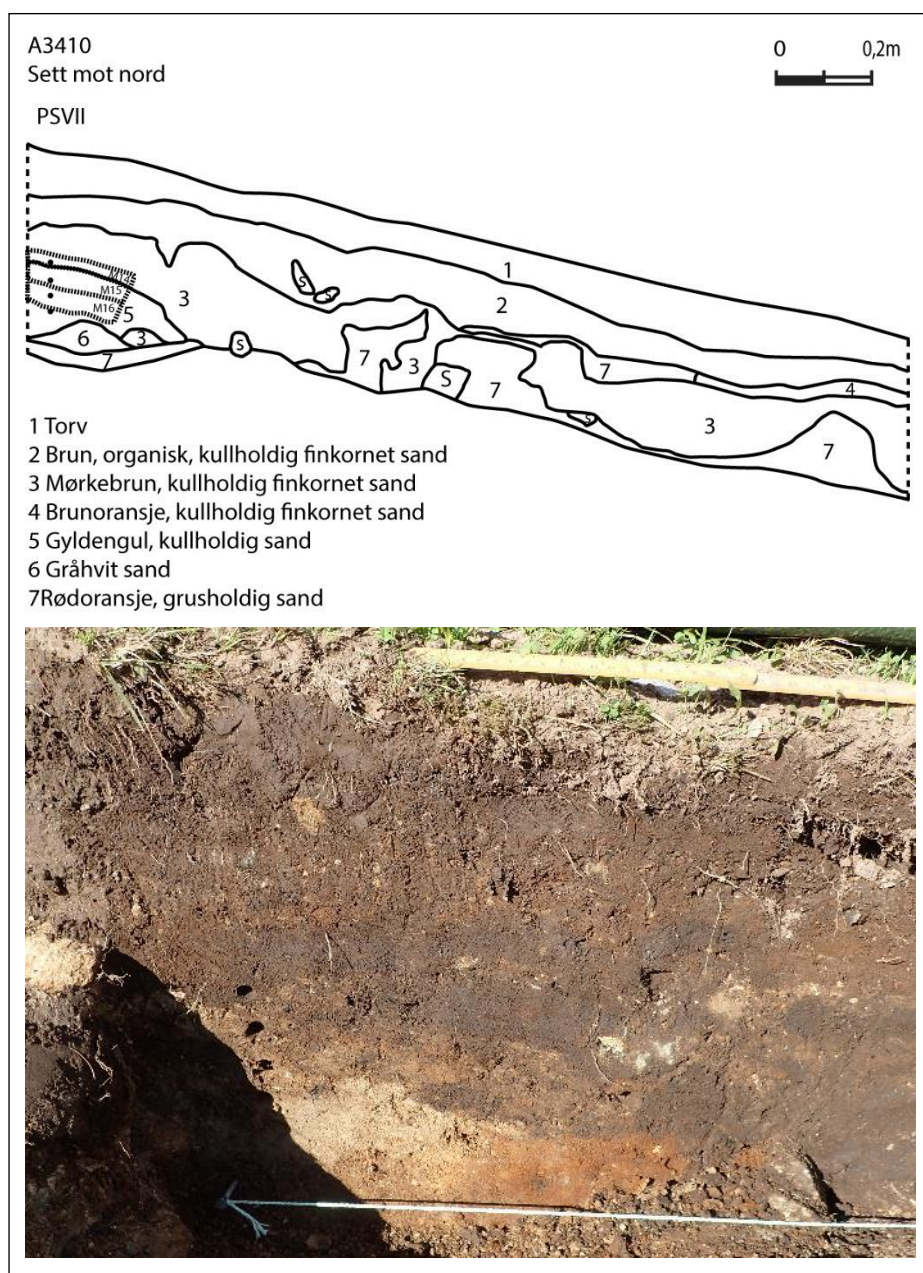 A3410
Sett mot nord
0 0,2m
PSVII
1
2
M14
M15
3
M16
5
S
S
6
3
S
7
7
3
S
7
7
4
S
3
7
1 Torv
2 Brun, organisk, kullholdig finkornet sand
3 Mørkebrun, kullholdig finkornet sand
4 Brunoransje, kullholdig finkornet sand
5 Gyldengul, kullholdig sand
6 Gråhvit sand
7Rødoransje, grusholdig sand